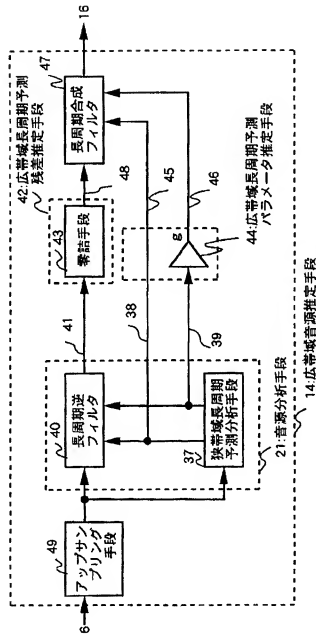 6
49
アップサン
プリング
手段
40
長周期逆
フィルタ
37
狭帯域長周期
予測分析手段
41
38
39
42:広帯域長周期予測
残差推定手段
43
零詰手段
48
45
46
g
44:広帯域長周期予測
パラメータ推定手段
47
長周期合成
フィルタ
16
21:音源分析手段
14:広帯域音源推定手段